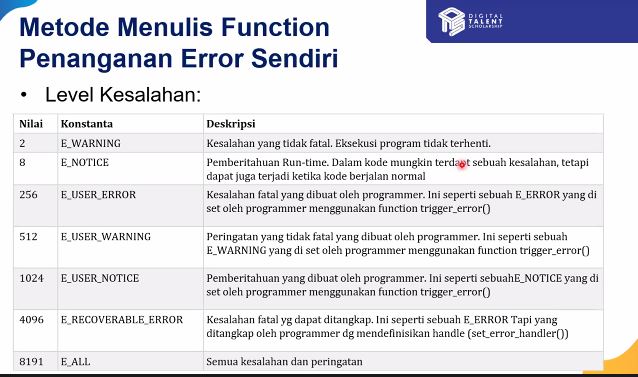 Metode Menulis Function
Penanganan Error Sendiri
DIGITAL
TALENT
SCHOLARSHIP
• Level Kesalahan:
Nilai Konstanta Deskripsi
2 E_WARNING Kesalahan yang tidak fatal. Eksekusi program tidak terhenti.
8 E_NOTICE Pemberitahuan Run-time. Dalam kode mungkin terdapat sebuah kesalahan, tetapi
dapat juga terjadi ketika kode berjalan normal
256 E_USER_ERROR Kesalahan fatal yang dibuat oleh programmer. Ini seperti sebuah E_ERROR yang di
set oleh programmer menggunakan function trigger_error()
512 E_USER_WARNING Peringatan yang tidak fatal yang dibuat oleh programmer. Ini seperti sebuah
E_WARNING yang di set oleh programmer menggunakan function trigger_error()
1024 E_USER_NOTICE Pemberitahuan yang dibuat oleh programmer. Ini seperti sebuahE_NOTICE yang di
set oleh programmer menggunakan function trigger_error()
4096 E_RECOVERABLE_ERROR Kesalahan fatal yg dapat ditangkap. Ini seperti sebuah E_ERROR Tapi yang
ditangkap oleh programmer dg mendefinisikan handle (set_error_handler())
8191 E_ALL Semua kesalahan dan peringatan